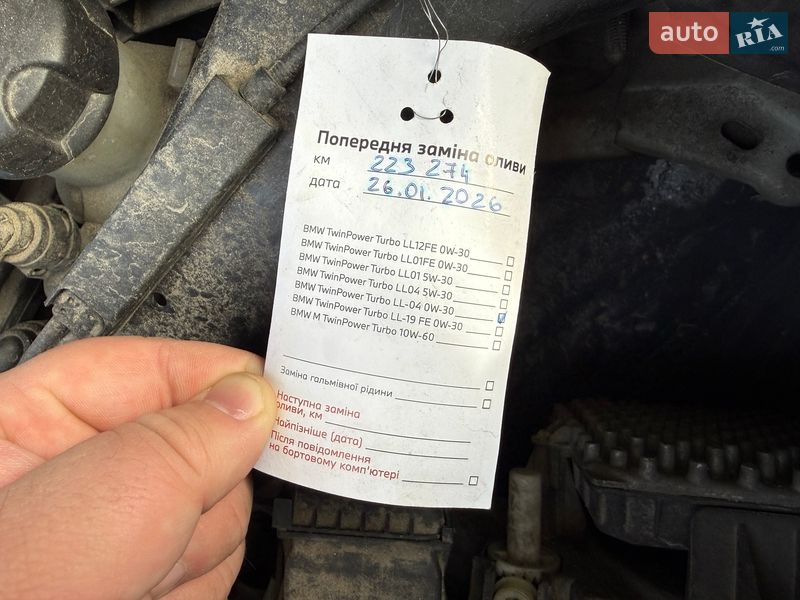 auto RIA .com
Попередня заміна оливи
км 223 274
дата 26.01.2026
BMW TwinPower Turbo LL12FE 0W-30
BMW TwinPower Turbo LL01FE 0W-30
BMW TwinPower Turbo LL01 5W-30
BMW TwinPower Turbo LL04 5W-30
BMW TwinPower Turbo LL-04 0W-30
BMW TwinPower Turbo LL-19 FE 0W-30
BMW M TwinPower Turbo 10W-60
Заміна гальмівної рідини
Наступна заміна
оливи, км
Найпізніше (дата)
Після повідомлення
на бортовому комп'ютері